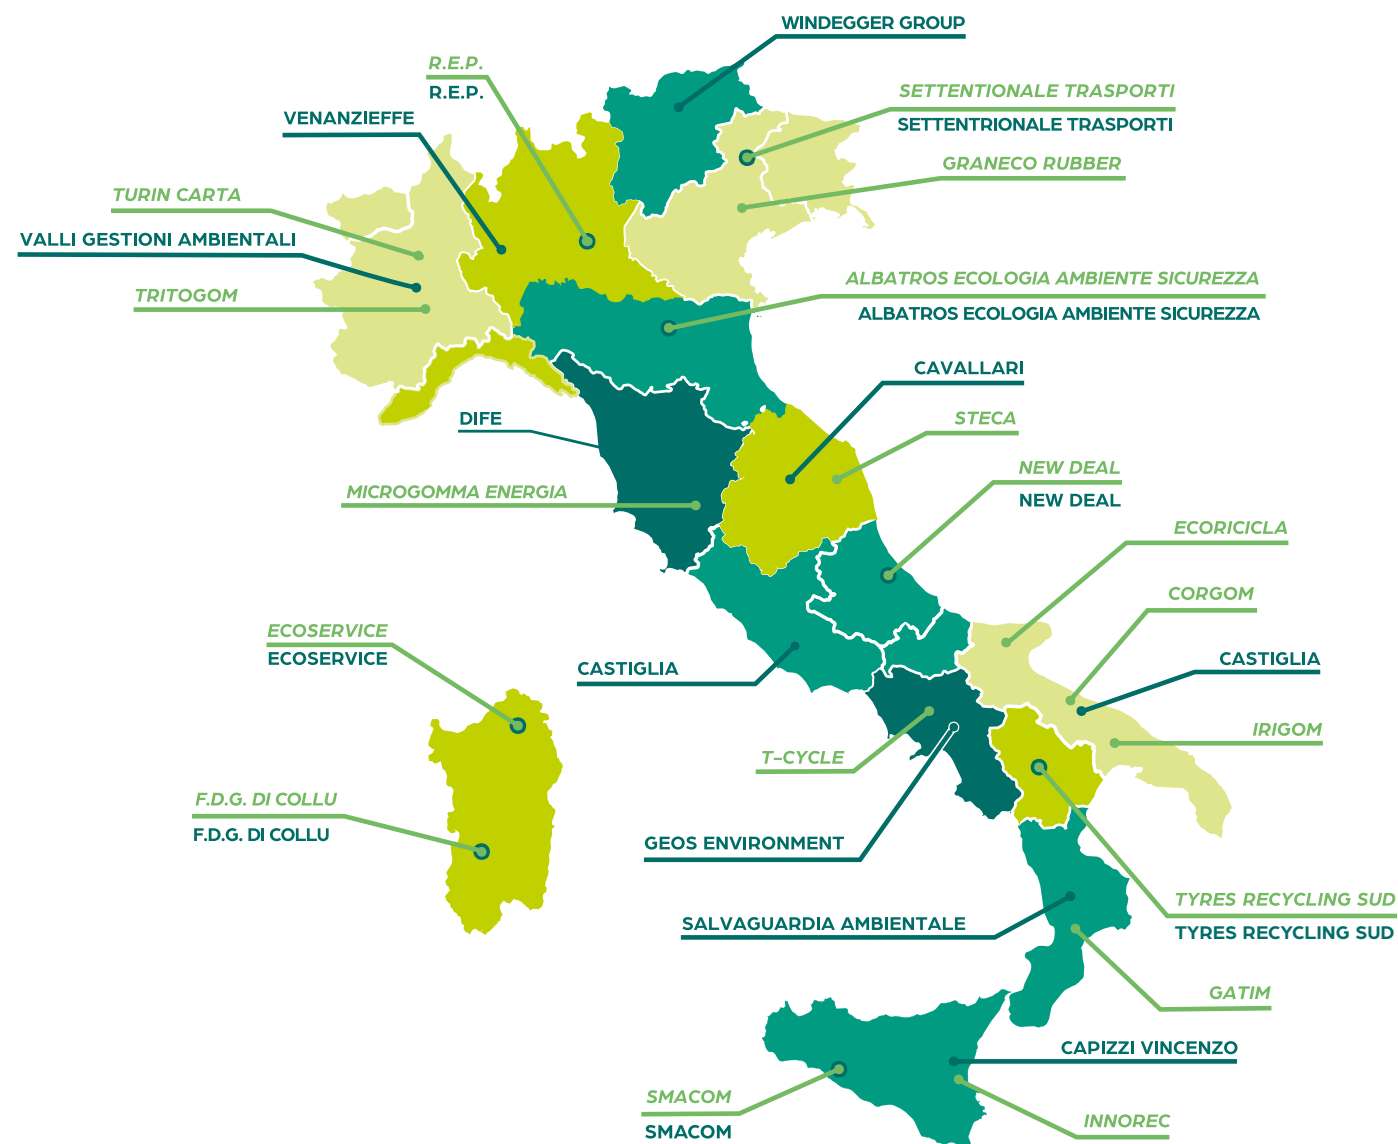 WINDEGGER GROUP
R.E.P.
R.E.P.
SETTENTIONALE TRASPORTI
SETTENTRIONALE TRASPORTI
VENANZIEFFE
GRANECO RUBBER
TURIN CARTA
VALLI GESTIONI AMBIENTALI
TRITOGOM
ALBATROS ECOLOGIA AMBIENTE SICUREZZA
ALBATROS ECOLOGIA AMBIENTE SICUREZZA
CAVALLARI
DIFE
STECA
MICROGOMMA ENERGIA
NEW DEAL
NEW DEAL
ECORICICLA
CORGOM
ECOSERVICE
ECOSERVICE
CASTIGLIA
CASTIGLIA
IRIGOM
T-CYCLE
F.D.G. DI COLLU
F.D.G. DI COLLU
GEOS ENVIRONMENT
TYRES RECYCLING SUD
TYRES RECYCLING SUD
SALVAGUARDIA AMBIENTALE
GATIM
CAPIZZI VINCENZO
SMACOM
SMACOM
INNOREC